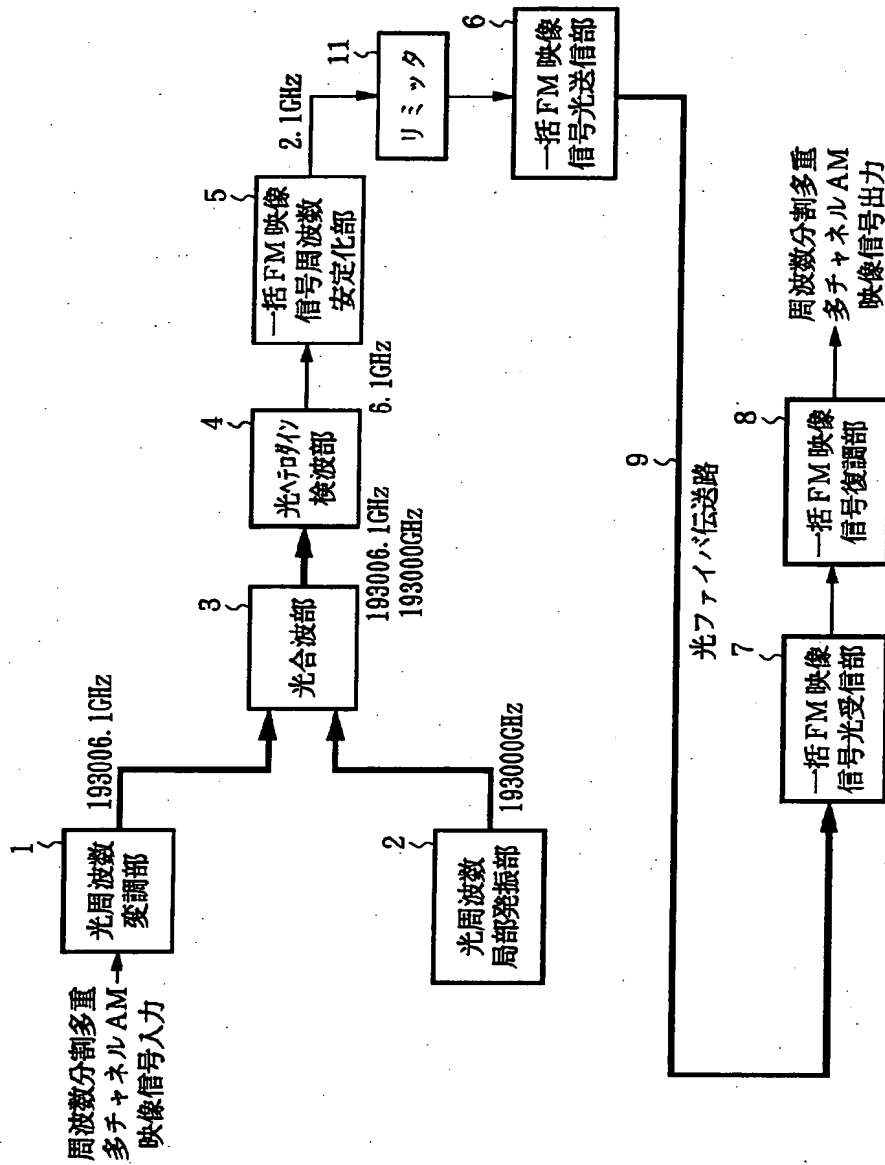 周波数分割多重
多チャネルAM
映像信号入力
1
光周波数
変調部
193006.1GHz
2
光周波数
局部発振部
193000GHz
3
光合波部
193006.1GHz
193000GHz
4
光ヘテロダイン
検波部
6.1GHz
5
一括FM映像
信号周波数
安定化部
2.1GHz
11
リミッタ
6
一括FM映像
信号光送信部
9
光ファイバ伝送路
7
一括FM映像
信号光受信部
8
一括FM映像
信号復調部
周波数分割多重
多チャネルAM
映像信号出力